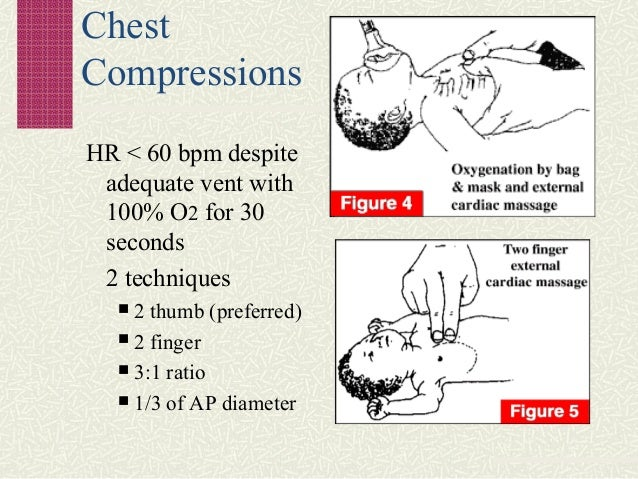 Chest
Compressions
HR < 60 bpm despite
adequate vent with
100% O2 for 30
seconds
2 techniques
■ 2 thumb (preferred)
■ 2 finger
■ 3:1 ratio
■ 1/3 of AP diameter
Oxygenation by bag
& mask and external
cardiac massage
Figure 4
Two finger
external
cardiac massage
Figure 5